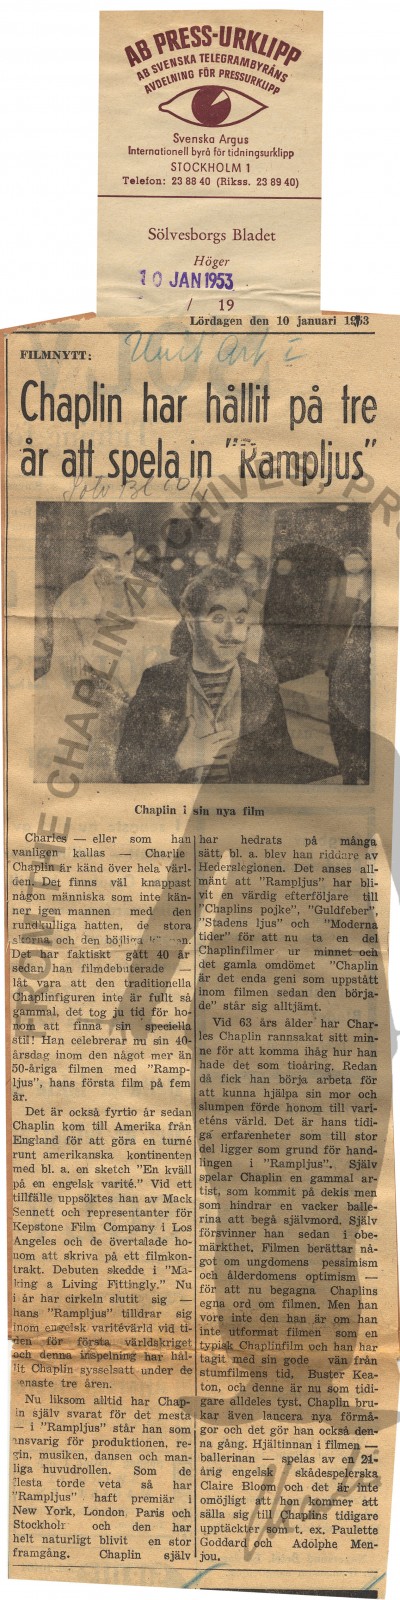 AB PRESS-URKLIPP
AB SVENSKA TELEGRAMBYRÅNS
AVDELNING FÖR PRESSURKLIPP
Svenska Argus
Internationell byrå för tidningsurklipp
STOCKHOLM 1
Telefon: 23 88 40 (Rikss. 23 89 40)
Sölvesborgs Bladet
Höger
10 JAN 1953
/ 19
Lördagen den 10 januari 1953
Unit Art
FILMNYTT:
Chaplin har hållit på tre
år att spela in "Rampljus"
Sölv Bl 10/1
FROM THE CHAPLIN ARCHIVES, PRO
Chaplin i sin nya film
Charles — eller som han
vanligen kallas — Charlie
Chaplin är känd över hela värl-
den. Det finns väl knappast
någon människa som inte kän-
ner igen mannen med den
rundkulliga hatten, de stora
skorna och den böjliga
Det har faktiskt gått 40 år
sedan han filmdebuterade —
låt vara att den traditionella
Chaplinfiguren inte är fullt så
gammal, det tog ju tid för ho-
nom att finna sin speciella
stil! Han celebrerar nu sin 40-
årsdag inom den något mer än
50-åriga filmen med "Ramp-
ljus", hans första film på fem
år.
Det är också fyrtio år sedan
Chaplin kom till Amerika från
England för att göra en turné
runt amerikanska kontinenten
med bl. a. en sketch "En kväll
på en engelsk varité." Vid ett
tillfälle uppsöktes han av Mack
Sennett och representanter för
Kepstone Film Company i Los
Angeles och de övertalade ho-
nom att skriva på ett filmkon-
trakt. Debuten skedde i "Ma-
king a Living Fittingly." Nu
i år har cirkeln slutit sig —
hans "Rampljus" tilldrar sig
inom engelsk varitévärld vid ti-
den för första världskriget
och denna inspelning har hål-
lit Chaplin sysselsatt under de
senaste tre åren.
Nu liksom alltid har Chap-
lin själv svarat för det mesta
— i "Rampljus" står han som
ansvarig för produktionen, re-
gin, musiken, dansen och man-
liga huvudrollen. Som de
flesta torde veta så har
"Rampljus" haft premiär i
New York, London, Paris och
Stockholm och den har
helt naturligt blivit en stor
framgång. Chaplin själv
har hedrats på många
sätt, bl. a. blev han riddare av
Hederslegionen. Det anses all-
mänt att "Rampljus" har bli-
vit en värdig efterföljare till
"Chaplins pojke", "Guldfeber",
"Stadens ljus" och "Moderna
tider" för att nu ta en del
Chaplinfilmer ur minnet och
det gamla omdömet "Chaplin
är det enda geni som uppstått
inom filmen sedan den börja-
de" står sig alltjämt.
Vid 63 års ålder har Char-
les Chaplin rannsakat sitt min-
ne för att komma ihåg hur han
hade det som tioåring. Redan
då fick han börja arbeta för
att kunna hjälpa sin mor och
slumpen förde honom till vari-
eténs värld. Det är hans tidi-
ga erfarenheter som till stor
del ligger som grund för hand-
lingen i "Rampljus". Själv
spelar Chaplin en gammal ar-
tist, som kommit på dekis men
som hindrar en vacker balle-
rina att begå självmord. Själv
försvinner han sedan i obe-
märkthet. Filmen berättar nå-
got om ungdomens pessimism
och ålderdomens optimism —
för att nu begagna Chaplins
egna ord om filmen. Men han
vore inte den han är om han
inte utformat filmen som en
typisk Chaplinfilm och han har
tagit med sin gode vän från
stumfilmens tid, Buster Kea-
ton, och denne är nu som tidi-
gare alldeles tyst. Chaplin bru-
kar även lancera nya förmå-
gor och det gör han också den-
na gång. Hjältinnan i filmen —
ballerinan — spelas av en 21-
årig engelsk skådespelerska
Claire Bloom och det är inte
omöjligt att hon kommer att
sälla sig till Chaplins tidigare
upptäckter som t. ex. Paulette
Goddard och Adolphe Men-
jou.